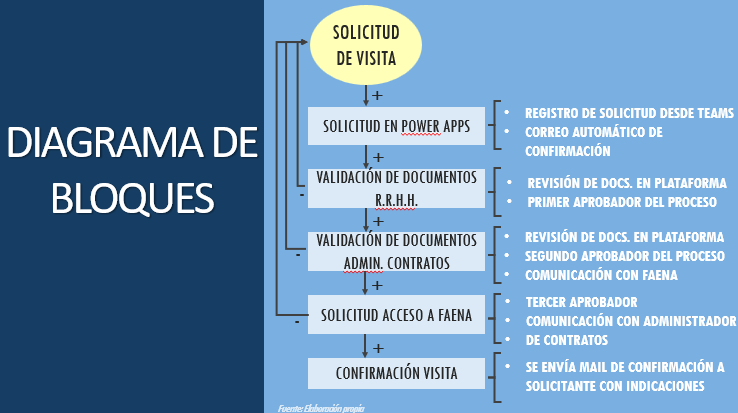 DIAGRAMA DE
BLOQUES
SOLICITUD
DE VISITA
+
SOLICITUD EN POWER APPS
• REGISTRO DE SOLICITUD DESDE TEAMS
• CORREO AUTOMÁTICO DE
CONFIRMACIÓN
+
VALIDACIÓN DE DOCUMENTOS
R.R.H.H.
-
• REVISIÓN DE DOCS. EN PLATAFORMA
• PRIMER APROBADOR DEL PROCESO
+
VALIDACIÓN DE DOCUMENTOS
ADMIN. CONTRATOS
-
• REVISIÓN DE DOCS. EN PLATAFORMA
• SEGUNDO APROBADOR DEL PROCESO
• COMUNICACIÓN CON FAENA
+
SOLICITUD ACCESO A FAENA
-
• TERCER APROBADOR
• COMUNICACIÓN CON ADMINISTRADOR
• DE CONTRATOS
+
CONFIRMACIÓN VISITA
• SE ENVÍA MAIL DE CONFIRMACIÓN A
SOLICITANTE CON INDICACIONES
Fuente: Elaboración propia